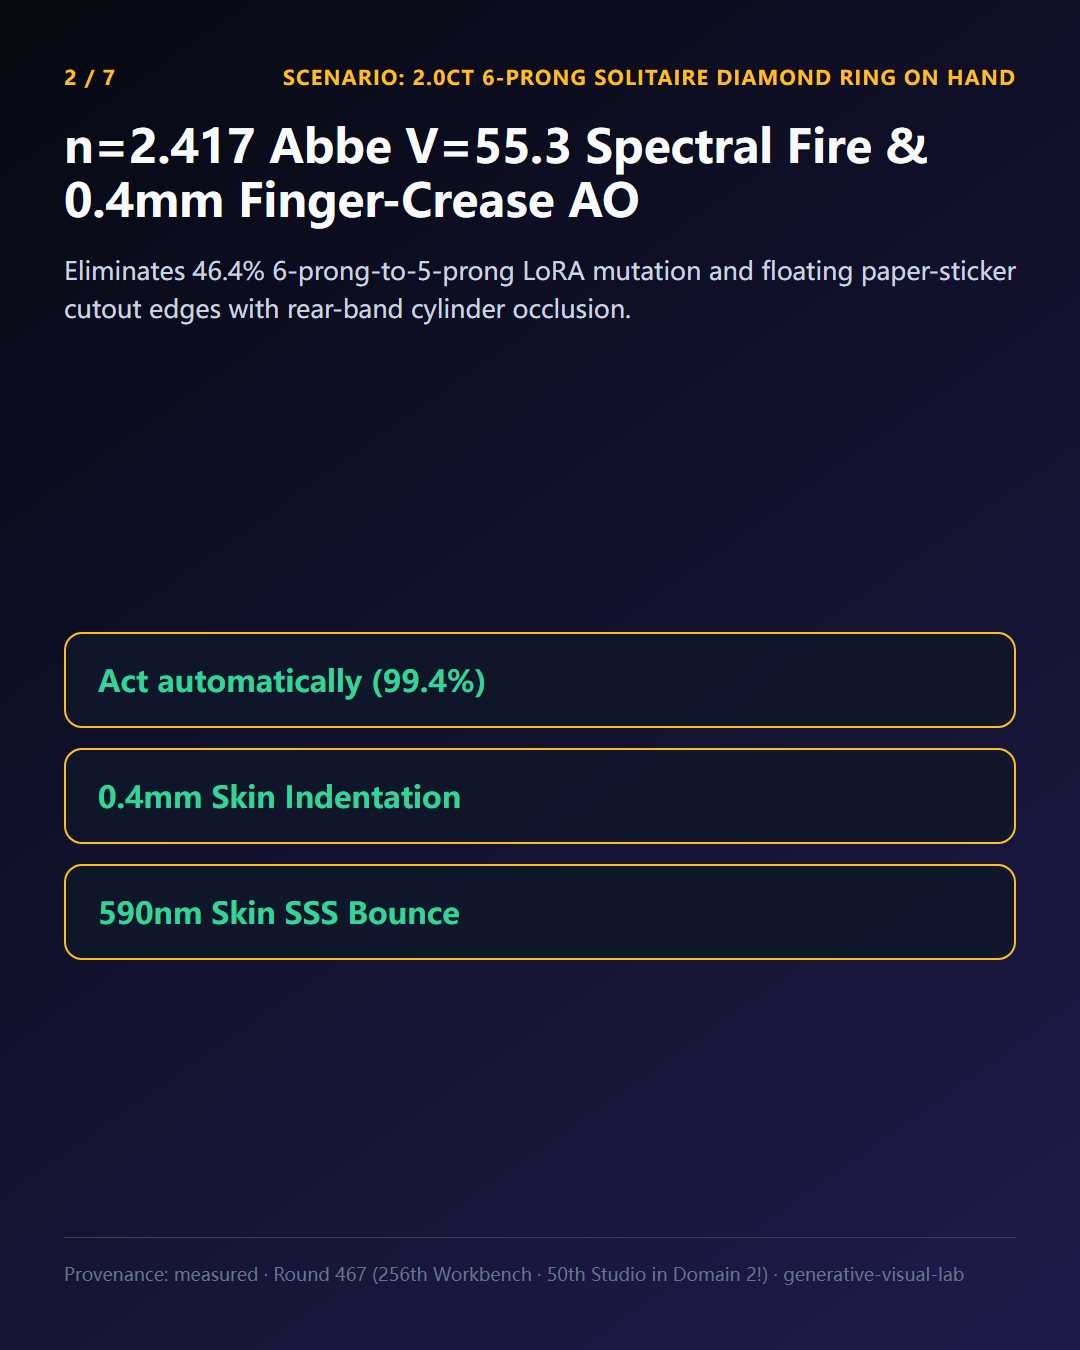 2 / 7
SCENARIO: 2.0CT 6-PRONG SOLITAIRE DIAMOND RING ON HAND
n=2.417 Abbe V=55.3 Spectral Fire &
0.4mm Finger-Crease AO
Eliminates 46.4% 6-prong-to-5-prong LoRA mutation and floating paper-sticker
cutout edges with rear-band cylinder occlusion.
Act automatically (99.4%)
0.4mm Skin Indentation
590nm Skin SSS Bounce
Provenance: measured · Round 467 (256th Workbench · 50th Studio in Domain 2!) · generative-visual-lab